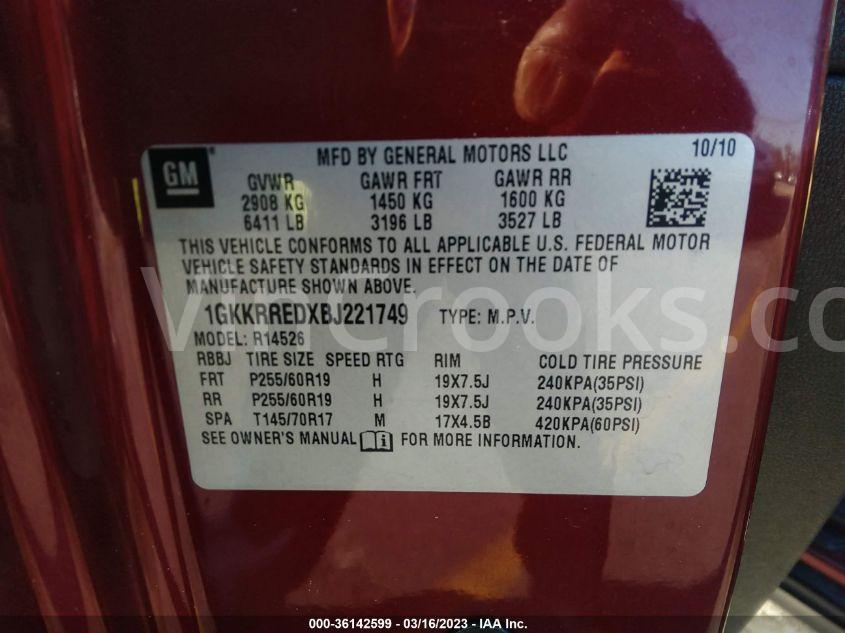 GM
MFD BY GENERAL MOTORS LLC 10/10
GVWR GAWR FRT GAWR RR
2908 KG 1450 KG 1600 KG
6411 LB 3196 LB 3527 LB
THIS VEHICLE CONFORMS TO ALL APPLICABLE U.S. FEDERAL MOTOR
VEHICLE SAFETY STANDARDS IN EFFECT ON THE DATE OF
MANUFACTURE SHOWN ABOVE.
1GKKRREDXBJ221749 TYPE: M.P.V.
MODEL: R14526
RBBJ TIRE SIZE SPEED RTG RIM COLD TIRE PRESSURE
FRT P255/60R19 H 19X7.5J 240KPA(35PSI)
RR P255/60R19 H 19X7.5J 240KPA(35PSI)
SPA T145/70R17 M 17X4.5B 420KPA(60PSI)
SEE OWNER'S MANUAL i FOR MORE INFORMATION.
VinCrooks.com
000-36142599 - 03/16/2023 - IAA Inc.